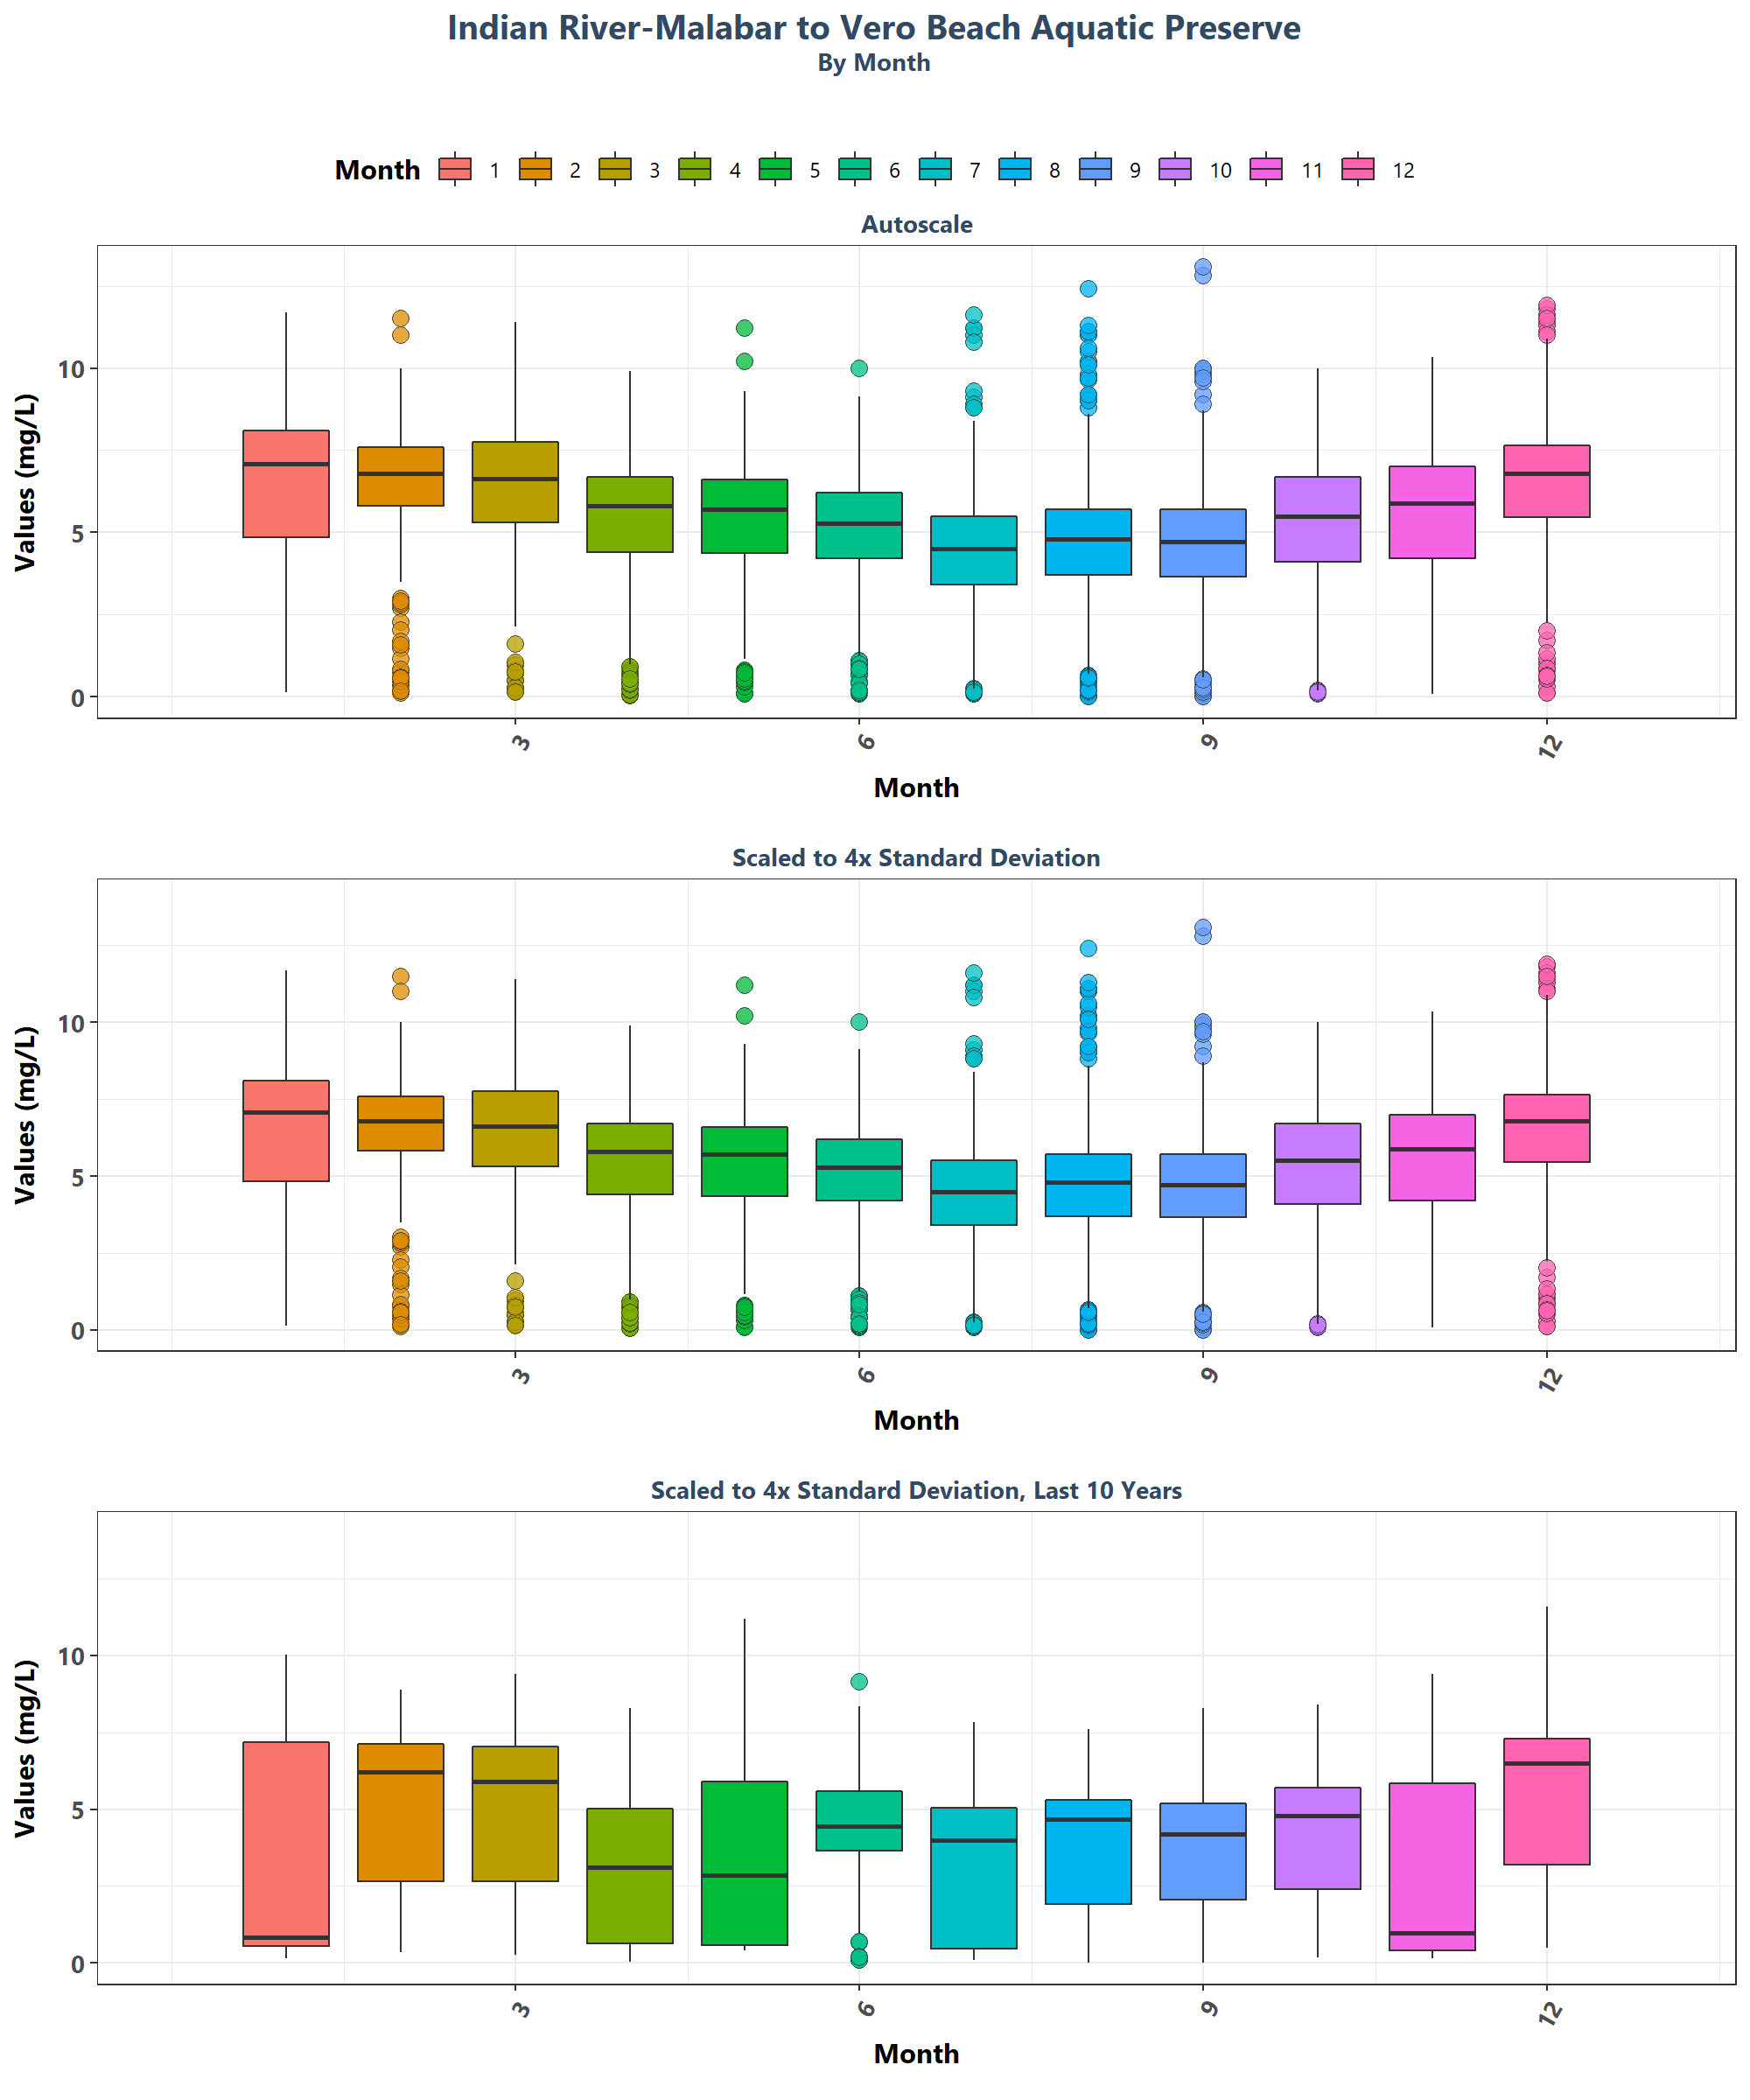 Indian River-Malabar to Vero Beach Aquatic Preserve
By Month
Month 1 2 3 4 5 6 7 8 9 10 11 12
Autoscale
Values (mg/L)
10
5
0
3 6 9 12
Month
Scaled to 4x Standard Deviation
Values (mg/L)
10
5
0
3 6 9 12
Month
Scaled to 4x Standard Deviation, Last 10 Years
Values (mg/L)
10
5
0
3 6 9 12
Month